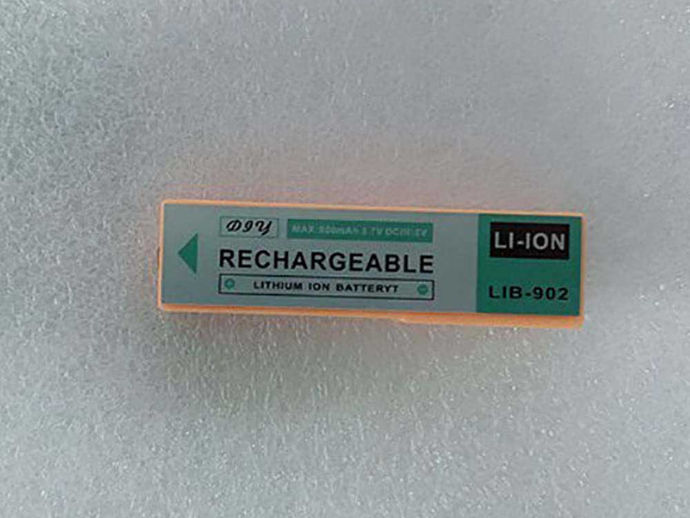 DIY
MAX 3.7V
RECHARGEABLE
LITHIUM ION BATTERYT
LI-ION
LIB-902